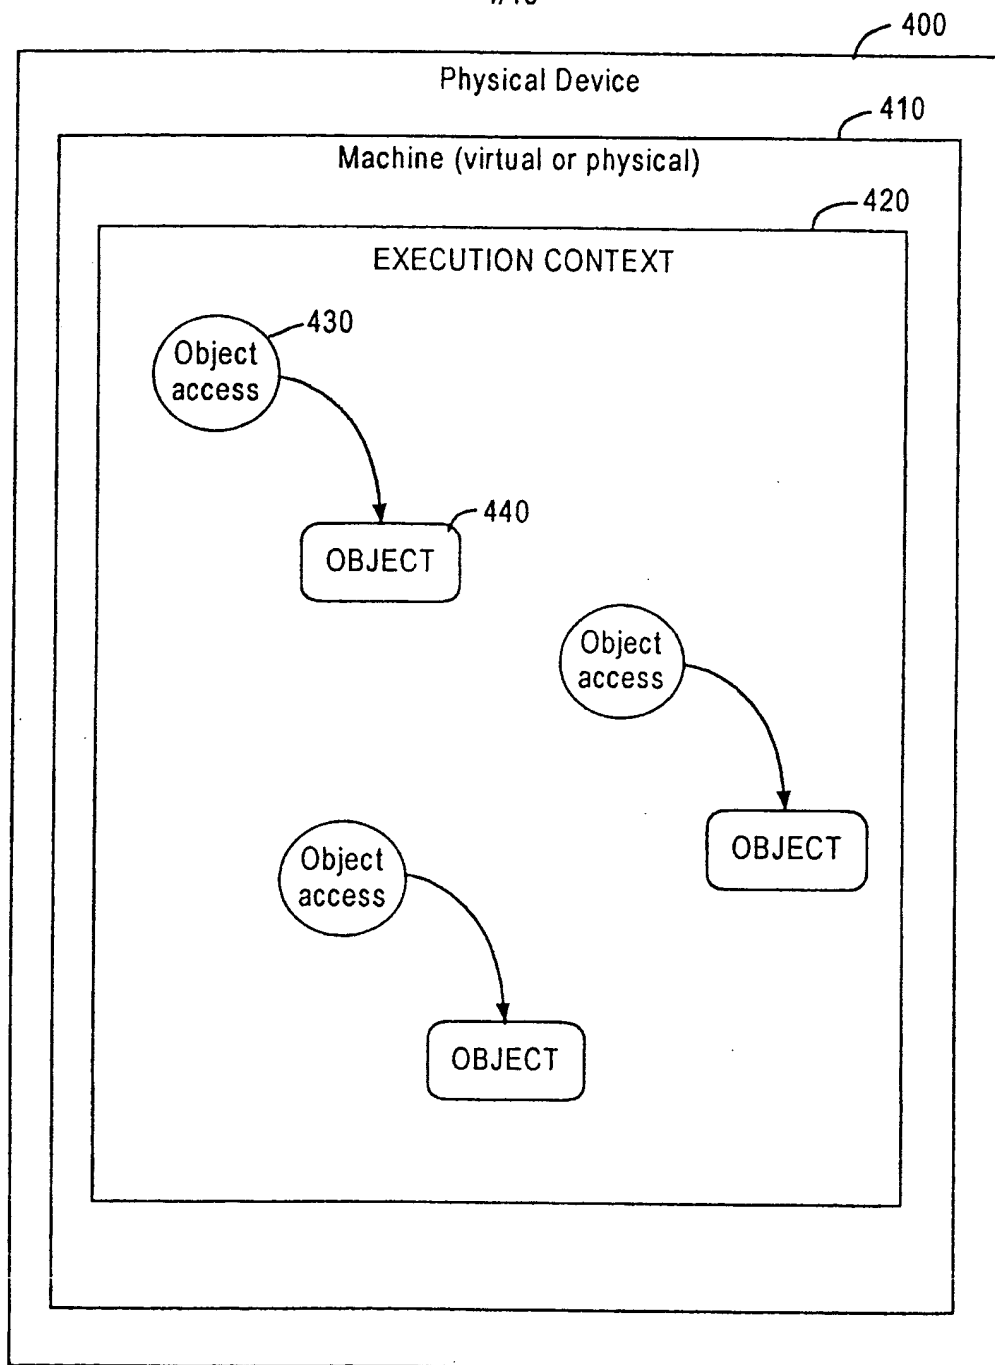 400
Physical Device
410
Machine (virtual or physical)
420
EXECUTION CONTEXT
430
Object
access
440
OBJECT
Object
access
OBJECT
Object
access
OBJECT